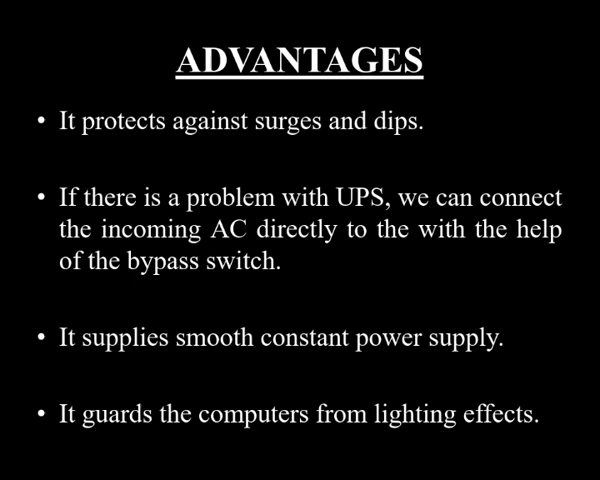 ADVANTAGES
• It protects against surges and dips.
• If there is a problem with UPS, we can connect
the incoming AC directly to the with the help
of the bypass switch.
• It supplies smooth constant power supply.
• It guards the computers from lighting effects.